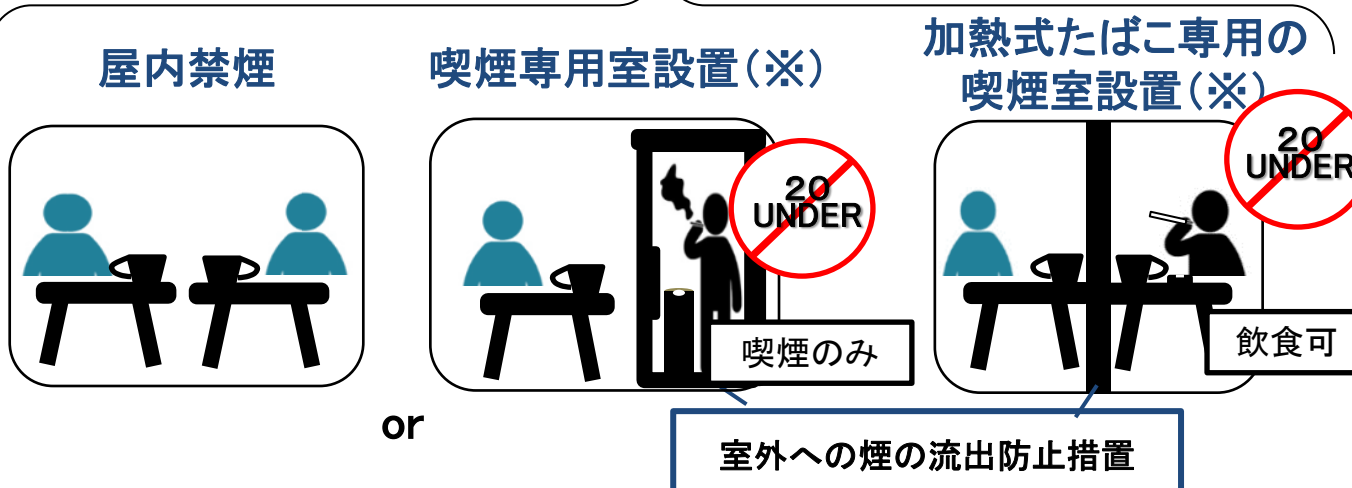 屋内禁煙
喫煙専用室設置(※)
加熱式たばこ専用の
喫煙室設置(※)
20
UNDER
20
UNDER
喫煙のみ
飲食可
or
室外への煙の流出防止措置